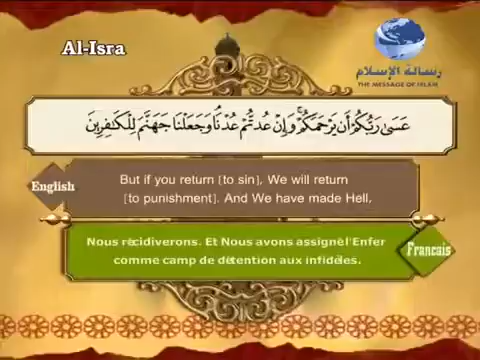 Al-Isra
رسالة الإسلام
THE MESSAGE OF ISLAM
عَسَىٰ رَبُّكُمْ أَن يَرْحَمَكُمْ ۚ وَإِنْ عُدتُّمْ عُدْنَا ۘ وَجَعَلْنَا جَهَنَّمَ لِلْكَافِرِينَ
English
But if you return [to sin], We will return
[to punishment]. And We have made Hell,
Nous récidiverons. Et Nous avons assigné l'Enfer
comme camp de détention aux infidèles.
Francais